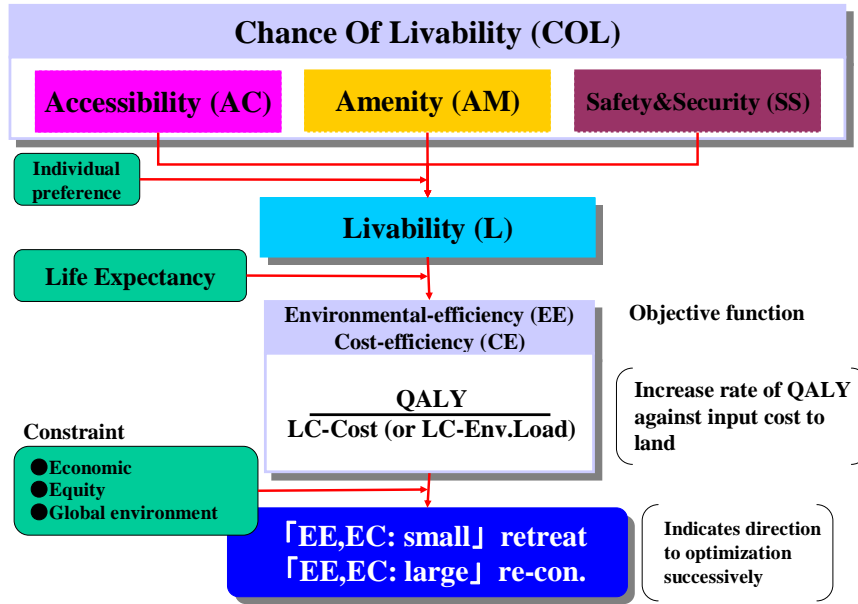 Chance Of Livability (COL)
Accessibility (AC)
Amenity (AM)
Safety&Security (SS)
Individual
preference
Livability (L)
Life Expectancy
Environmental-efficiency (EE)
Cost-efficiency (CE)
Objective function
QALY
LC-Cost (or LC-Env.Load)
Increase rate of QALY
against input cost to
land
Constraint
●Economic
●Equity
●Global environment
「EE,EC: small」 retreat
「EE,EC: large」 re-con.
Indicates direction
to optimization
successively